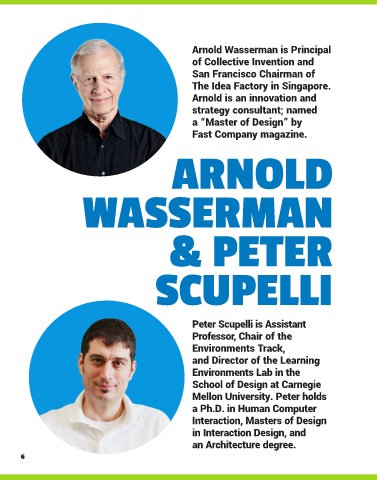 Arnold Wasserman is Principal
of Collective Invention and
San Francisco Chairman of
The Idea Factory in Singapore.
Arnold is an innovation and
strategy consultant; named
a “Master of Design” by
Fast Company magazine.
ARNOLD
WASSERMAN
& PETER
SCUPELLI
Peter Scupelli is Assistant
Professor, Chair of the
Environments Track,
and Director of the Learning
Environments Lab in the
School of Design at Carnegie
Mellon University. Peter holds
a Ph.D. in Human Computer
Interaction, Masters of Design
in Interaction Design, and
an Architecture degree.
6